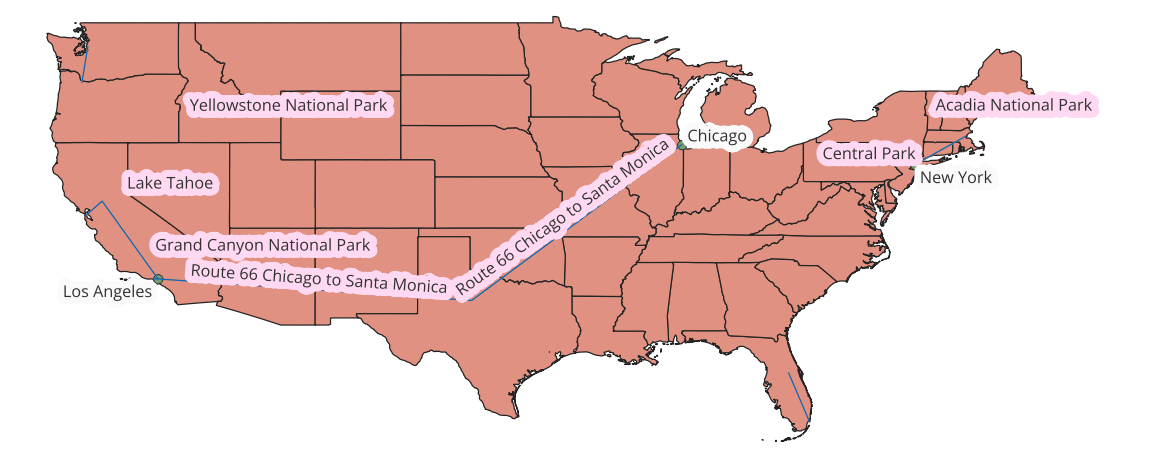 Yellowstone National Park
Acadia National Park
Chicago
Central Park
New York
Lake Tahoe
Route 66 Chicago to Santa Monica
Grand Canyon National Park
Route 66 Chicago to Santa Monica
Los Angeles